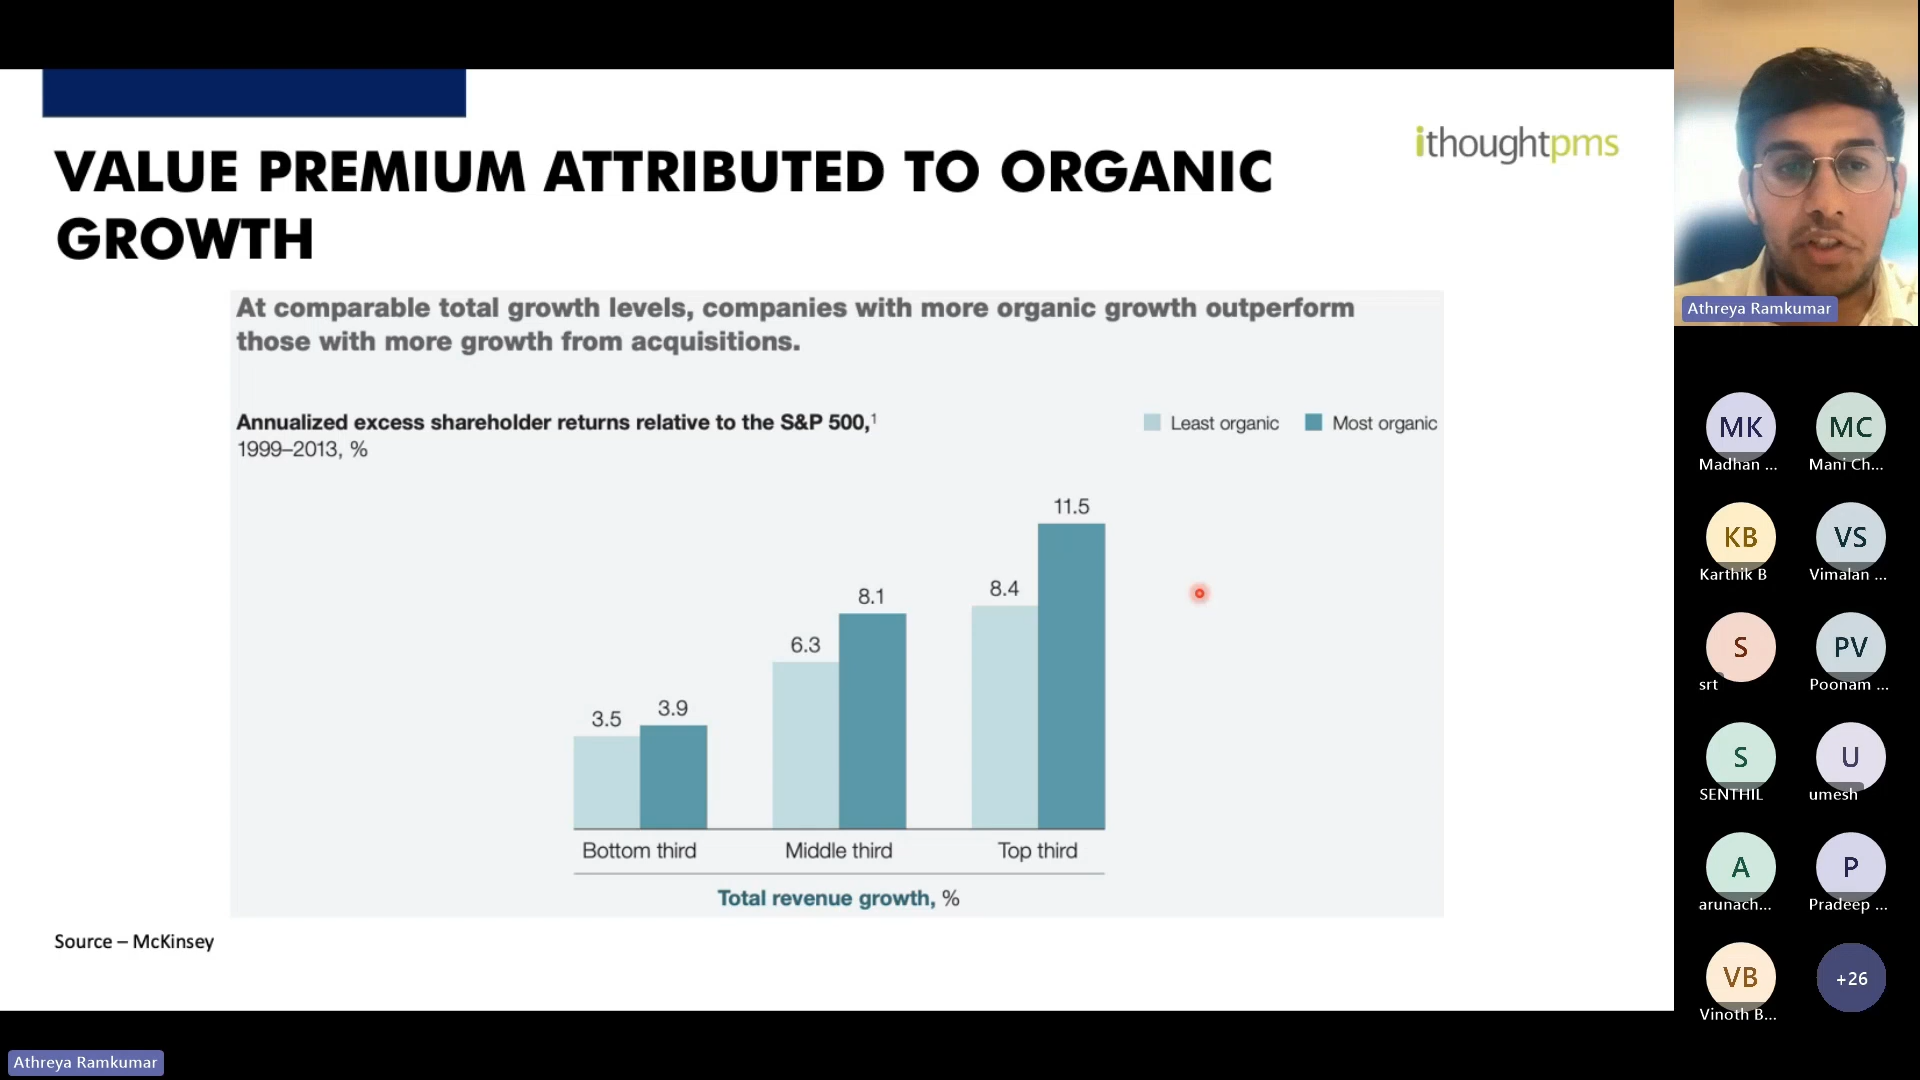 VALUE PREMIUM ATTRIBUTED TO ORGANIC
GROWTH
ithoughtpms
At comparable total growth levels, companies with more organic growth outperform
those with more growth from acquisitions.
Annualized excess shareholder returns relative to the S&P 500,¹
1999–2013, %
Least organic
Most organic
3.5
3.9
6.3
8.1
8.4
11.5
Bottom third
Middle third
Top third
Total revenue growth, %
Source – McKinsey
Athreya Ramkumar
Athreya Ramkumar
MK
MC
Madhan ...
Mani Ch...
KB
VS
Karthik B
Vimalan ...
S
PV
srt
Poonam ...
S
U
SENTHIL
umesh
A
P
arunach...
Pradeep ...
VB
+26
Vinoth B...